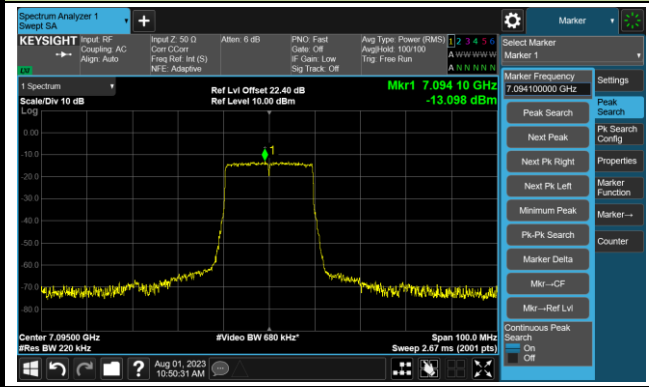 Spectrum Analyzer 1
Swept SA
Marker
KEYSIGHT
Input: RF
Coupling: AC
Align: Auto
Input Z: 50 Ω
Corr CCorr
Freq Ref: Int (S)
NFE: Adaptive
Atten: 6 dB
PNO: Fast
Gate: Off
IF Gain: Low
Sig Track: Off
Avg Type: Power (RMS)
Avg|Hold: 100/100
Trig: Free Run
1 2 3 4 5 6
A W W W W W
A N N N N N
LXI
Select Marker
Marker 1
1 Spectrum
Scale/Div 10 dB
Log
Ref Lvl Offset 22.40 dB
Ref Level 10.00 dBm
Mkr1 7.094 10 GHz
-13.098 dBm
0.00
-10.0
-20.0
-30.0
-40.0
-50.0
-60.0
-70.0
-80.0
1
Center 7.09500 GHz
#Res BW 220 kHz
#Video BW 680 kHz*
Span 100.0 MHz
Sweep 2.67 ms (2001 pts)
Marker Frequency
7.094100000 GHz
Peak Search
Next Peak
Next Pk Right
Next Pk Left
Minimum Peak
Pk-Pk Search
Marker Delta
Mkr→CF
Mkr→Ref Lvl
Continuous Peak
Search
On
Off
Settings
Peak
Search
Pk Search
Config
Properties
Marker
Function
Marker→
Counter
?
Aug 01, 2023
10:50:31 AM